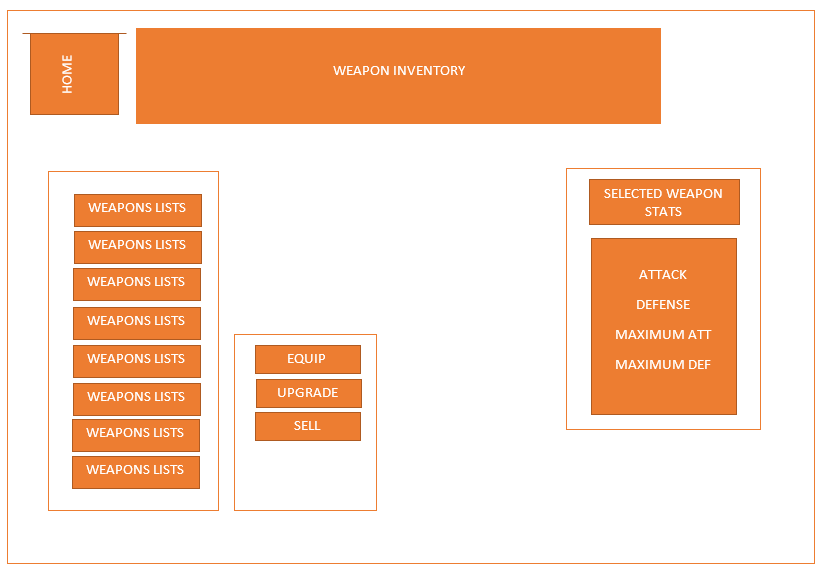 HOME
WEAPON INVENTORY
WEAPONS LISTS
WEAPONS LISTS
WEAPONS LISTS
WEAPONS LISTS
WEAPONS LISTS
WEAPONS LISTS
WEAPONS LISTS
WEAPONS LISTS
EQUIP
UPGRADE
SELL
SELECTED WEAPON
STATS
ATTACK
DEFENSE
MAXIMUM ATT
MAXIMUM DEF